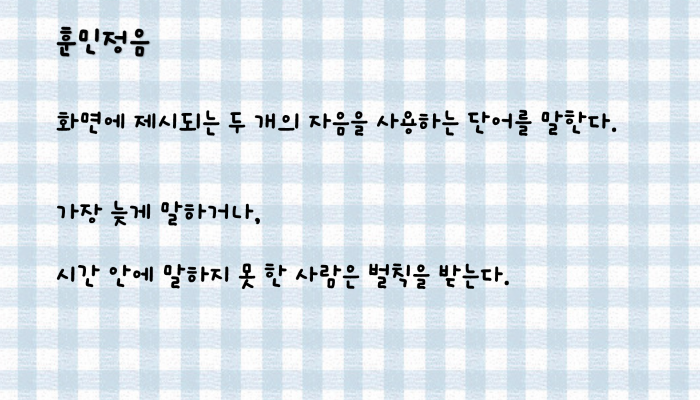 훈민정음
화면에 제시되는 두 개의 자음을 사용하는 단어를 말한다.
가장 늦게 말하거나,
시간 안에 말하지 못 한 사람은 벌칙을 받는다.